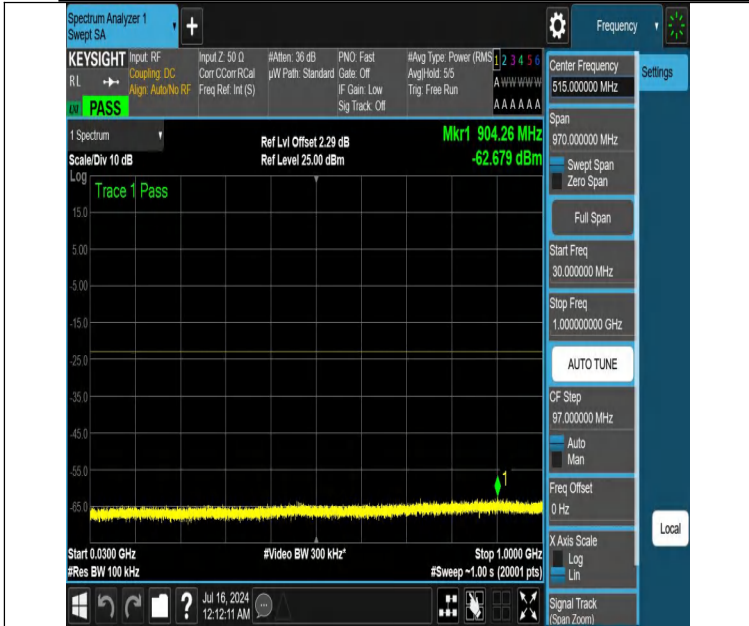 Spectrum Analyzer 1
Swept SA
+
Frequency
KEYSIGHT
RL
LXI
PASS
Input: RF
Coupling: DC
Align: Auto/No RF
Input Z: 50 Ω
Corr CCorr RCal
Freq Ref: Int (S)
#Atten: 36 dB
µW Path: Standard
PNO: Fast
Gate: Off
IF Gain: Low
Sig Track: Off
#Avg Type: Power (RMS
Avg|Hold: 5/5
Trig: Free Run
1 2 3 4 5 6
A W W W W W
A A A A A A
1 Spectrum
Scale/Div 10 dB
Ref Lvl Offset 2.29 dB
Ref Level 25.00 dBm
Mkr1 904.26 MHz
-62.679 dBm
Log
Trace 1 Pass
15.0
5.00
-5.00
-15.0
-25.0
-35.0
-45.0
-55.0
-65.0
1
Start 0.0300 GHz
#Res BW 100 kHz
#Video BW 300 kHz*
Stop 1.0000 GHz
#Sweep ~1.00 s (20001 pts)
Center Frequency
515.000000 MHz
Settings
Span
970.000000 MHz
Swept Span
Zero Span
Full Span
Start Freq
30.000000 MHz
Stop Freq
1.000000000 GHz
AUTO TUNE
CF Step
97.000000 MHz
Auto
Man
Freq Offset
0 Hz
X Axis Scale
Log
Lin
Local
Signal Track
(Span Zoom)
?
Jul 16, 2024
12:12:11 AM